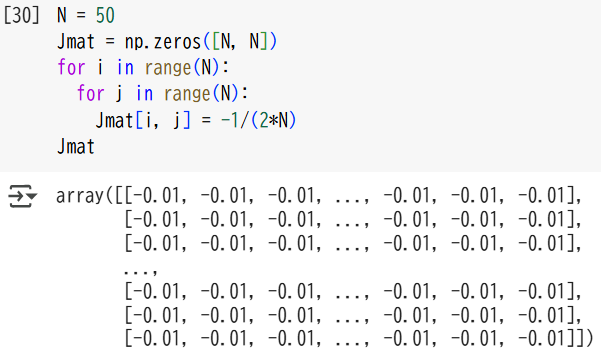 [30] N = 50
Jmat = np.zeros([N, N])
for i in range(N):
  for j in range(N):
    Jmat[i, j] = -1/(2*N)
Jmat
array([[-0.01, -0.01, -0.01, ..., -0.01, -0.01, -0.01],
       [-0.01, -0.01, -0.01, ..., -0.01, -0.01, -0.01],
       [-0.01, -0.01, -0.01, ..., -0.01, -0.01, -0.01],
       ...,
       [-0.01, -0.01, -0.01, ..., -0.01, -0.01, -0.01],
       [-0.01, -0.01, -0.01, ..., -0.01, -0.01, -0.01],
       [-0.01, -0.01, -0.01, ..., -0.01, -0.01, -0.01]])